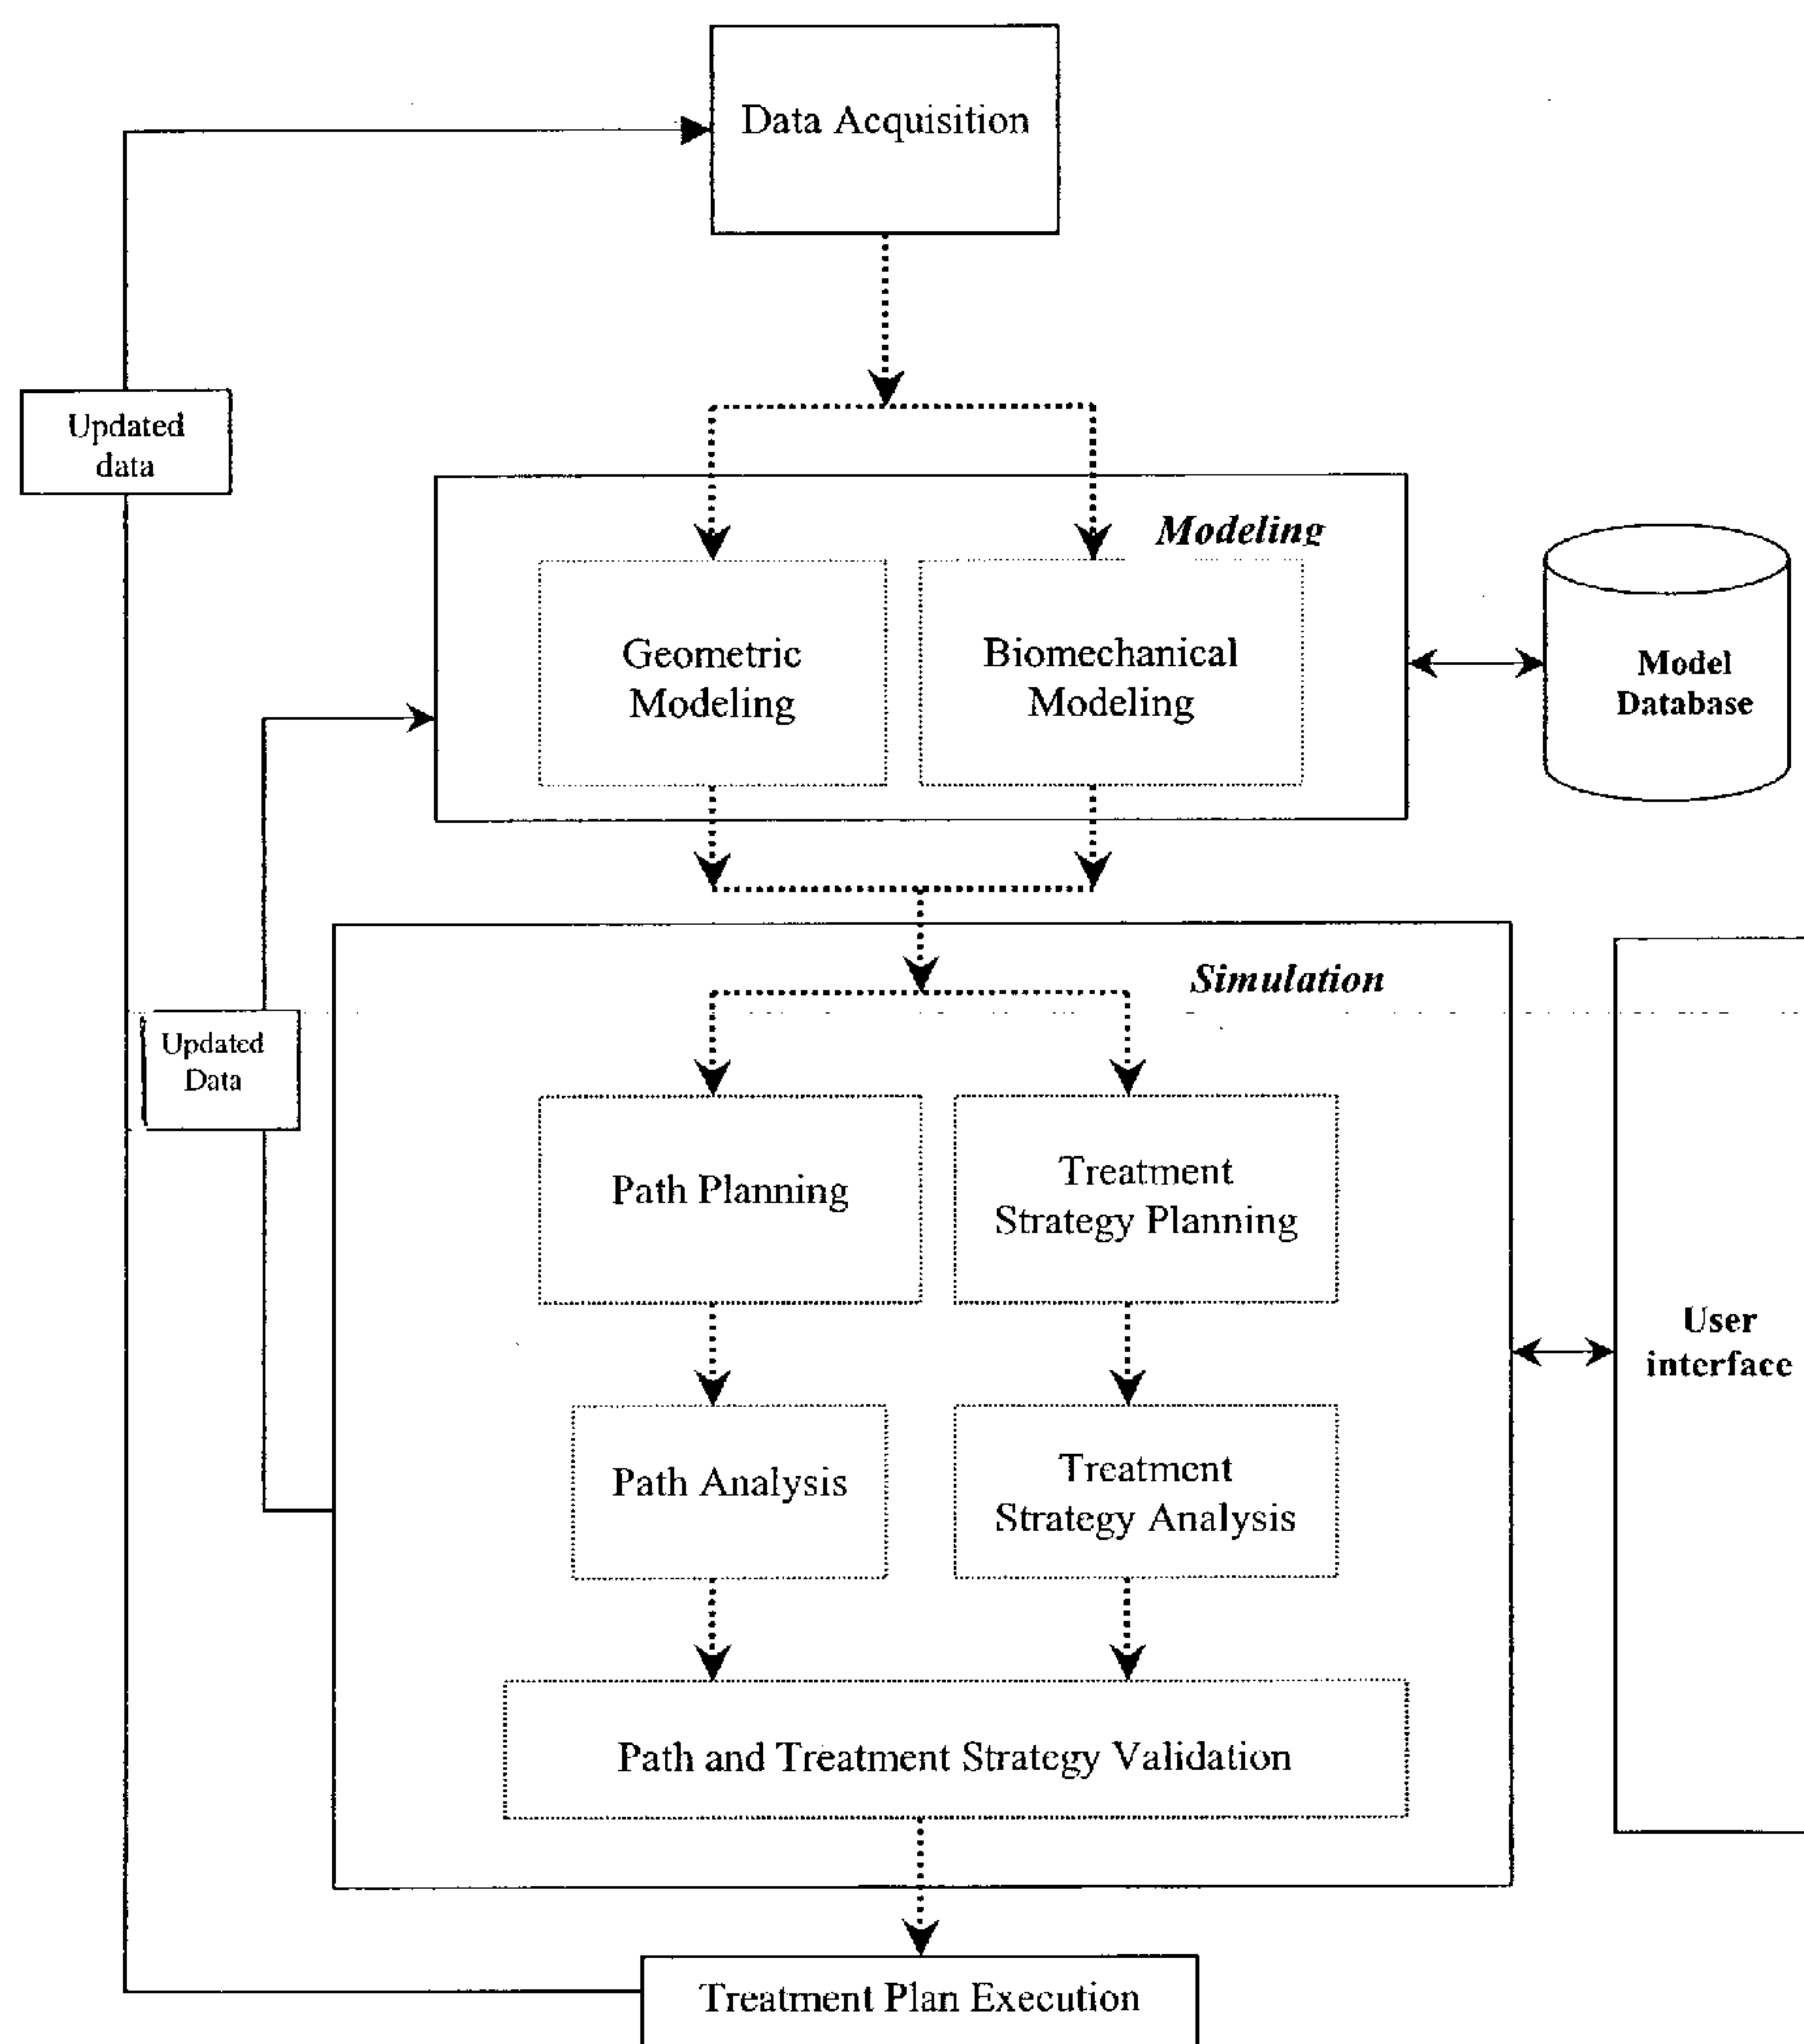 Data Acquisition
Updated
data
Modeling
Geometric
Modeling
Biomechanical
Modeling
Model
Database
Simulation
Updated
Data
Path Planning
Treatment
Strategy Planning
User
interface
Path Analysis
Treatment
Strategy Analysis
Path and Treatment Strategy Validation
Treatment Plan Execution